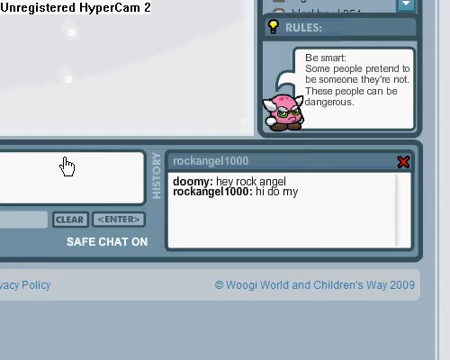 Unregistered HyperCam 2
RULES:
Be smart:
Some people pretend to
be someone they're not.
These people can be
dangerous.
HISTORY
rockangel1000
doomy: hey rock angel
rockangel1000: hi do my
CLEAR
<ENTER>
SAFE CHAT ON
vacy Policy
© Woogi World and Children's Way 2009